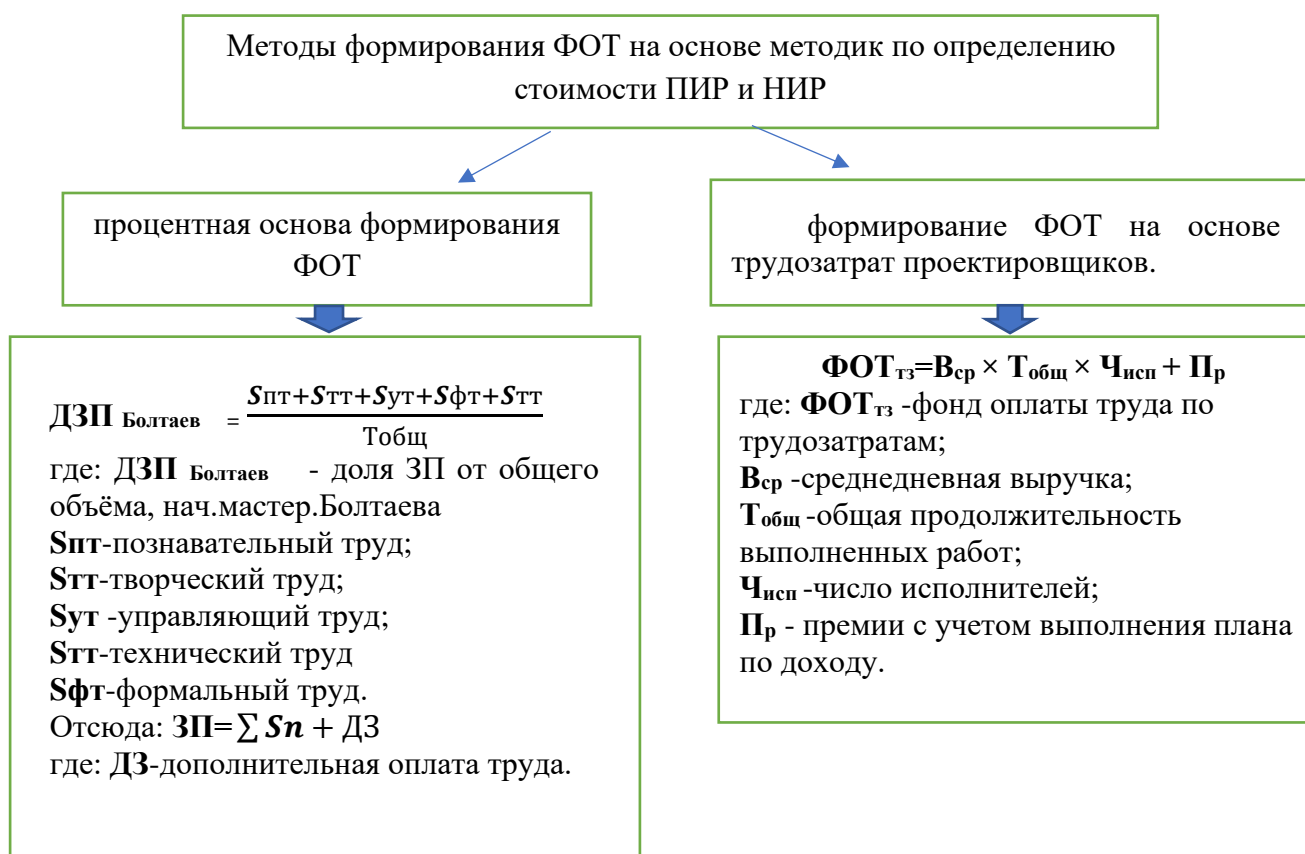 Методы формирования ФОТ на основе методик по определению
стоимости ПИР и НИР
процентная основа формирования
ФОТ
формирование ФОТ на основе
трудозатрат проектировщиков.
ДЗП Болтаев = Sпт+Sтт+Sут+Sфт+Sтт
Тобщ
где: ДЗП Болтаев - доля ЗП от общего
объёма, нач.мастер.Болтаева
Sпт-познавательный труд;
Sтт-творческий труд;
Sут -управляющий труд;
Sтт-технический труд
Sфт-формальный труд.
Отсюда: ЗП=∑ Sn + ДЗ
где: ДЗ-дополнительная оплата труда.
ФОТтз=Вср × Тобщ × Чисп + Пр
где: ФОТтз -фонд оплаты труда по
трудозатратам;
Вср -среднедневная выручка;
Тобщ -общая продолжительность
выполненных работ;
Чисп -число исполнителей;
Пр - премии с учетом выполнения плана
по доходу.